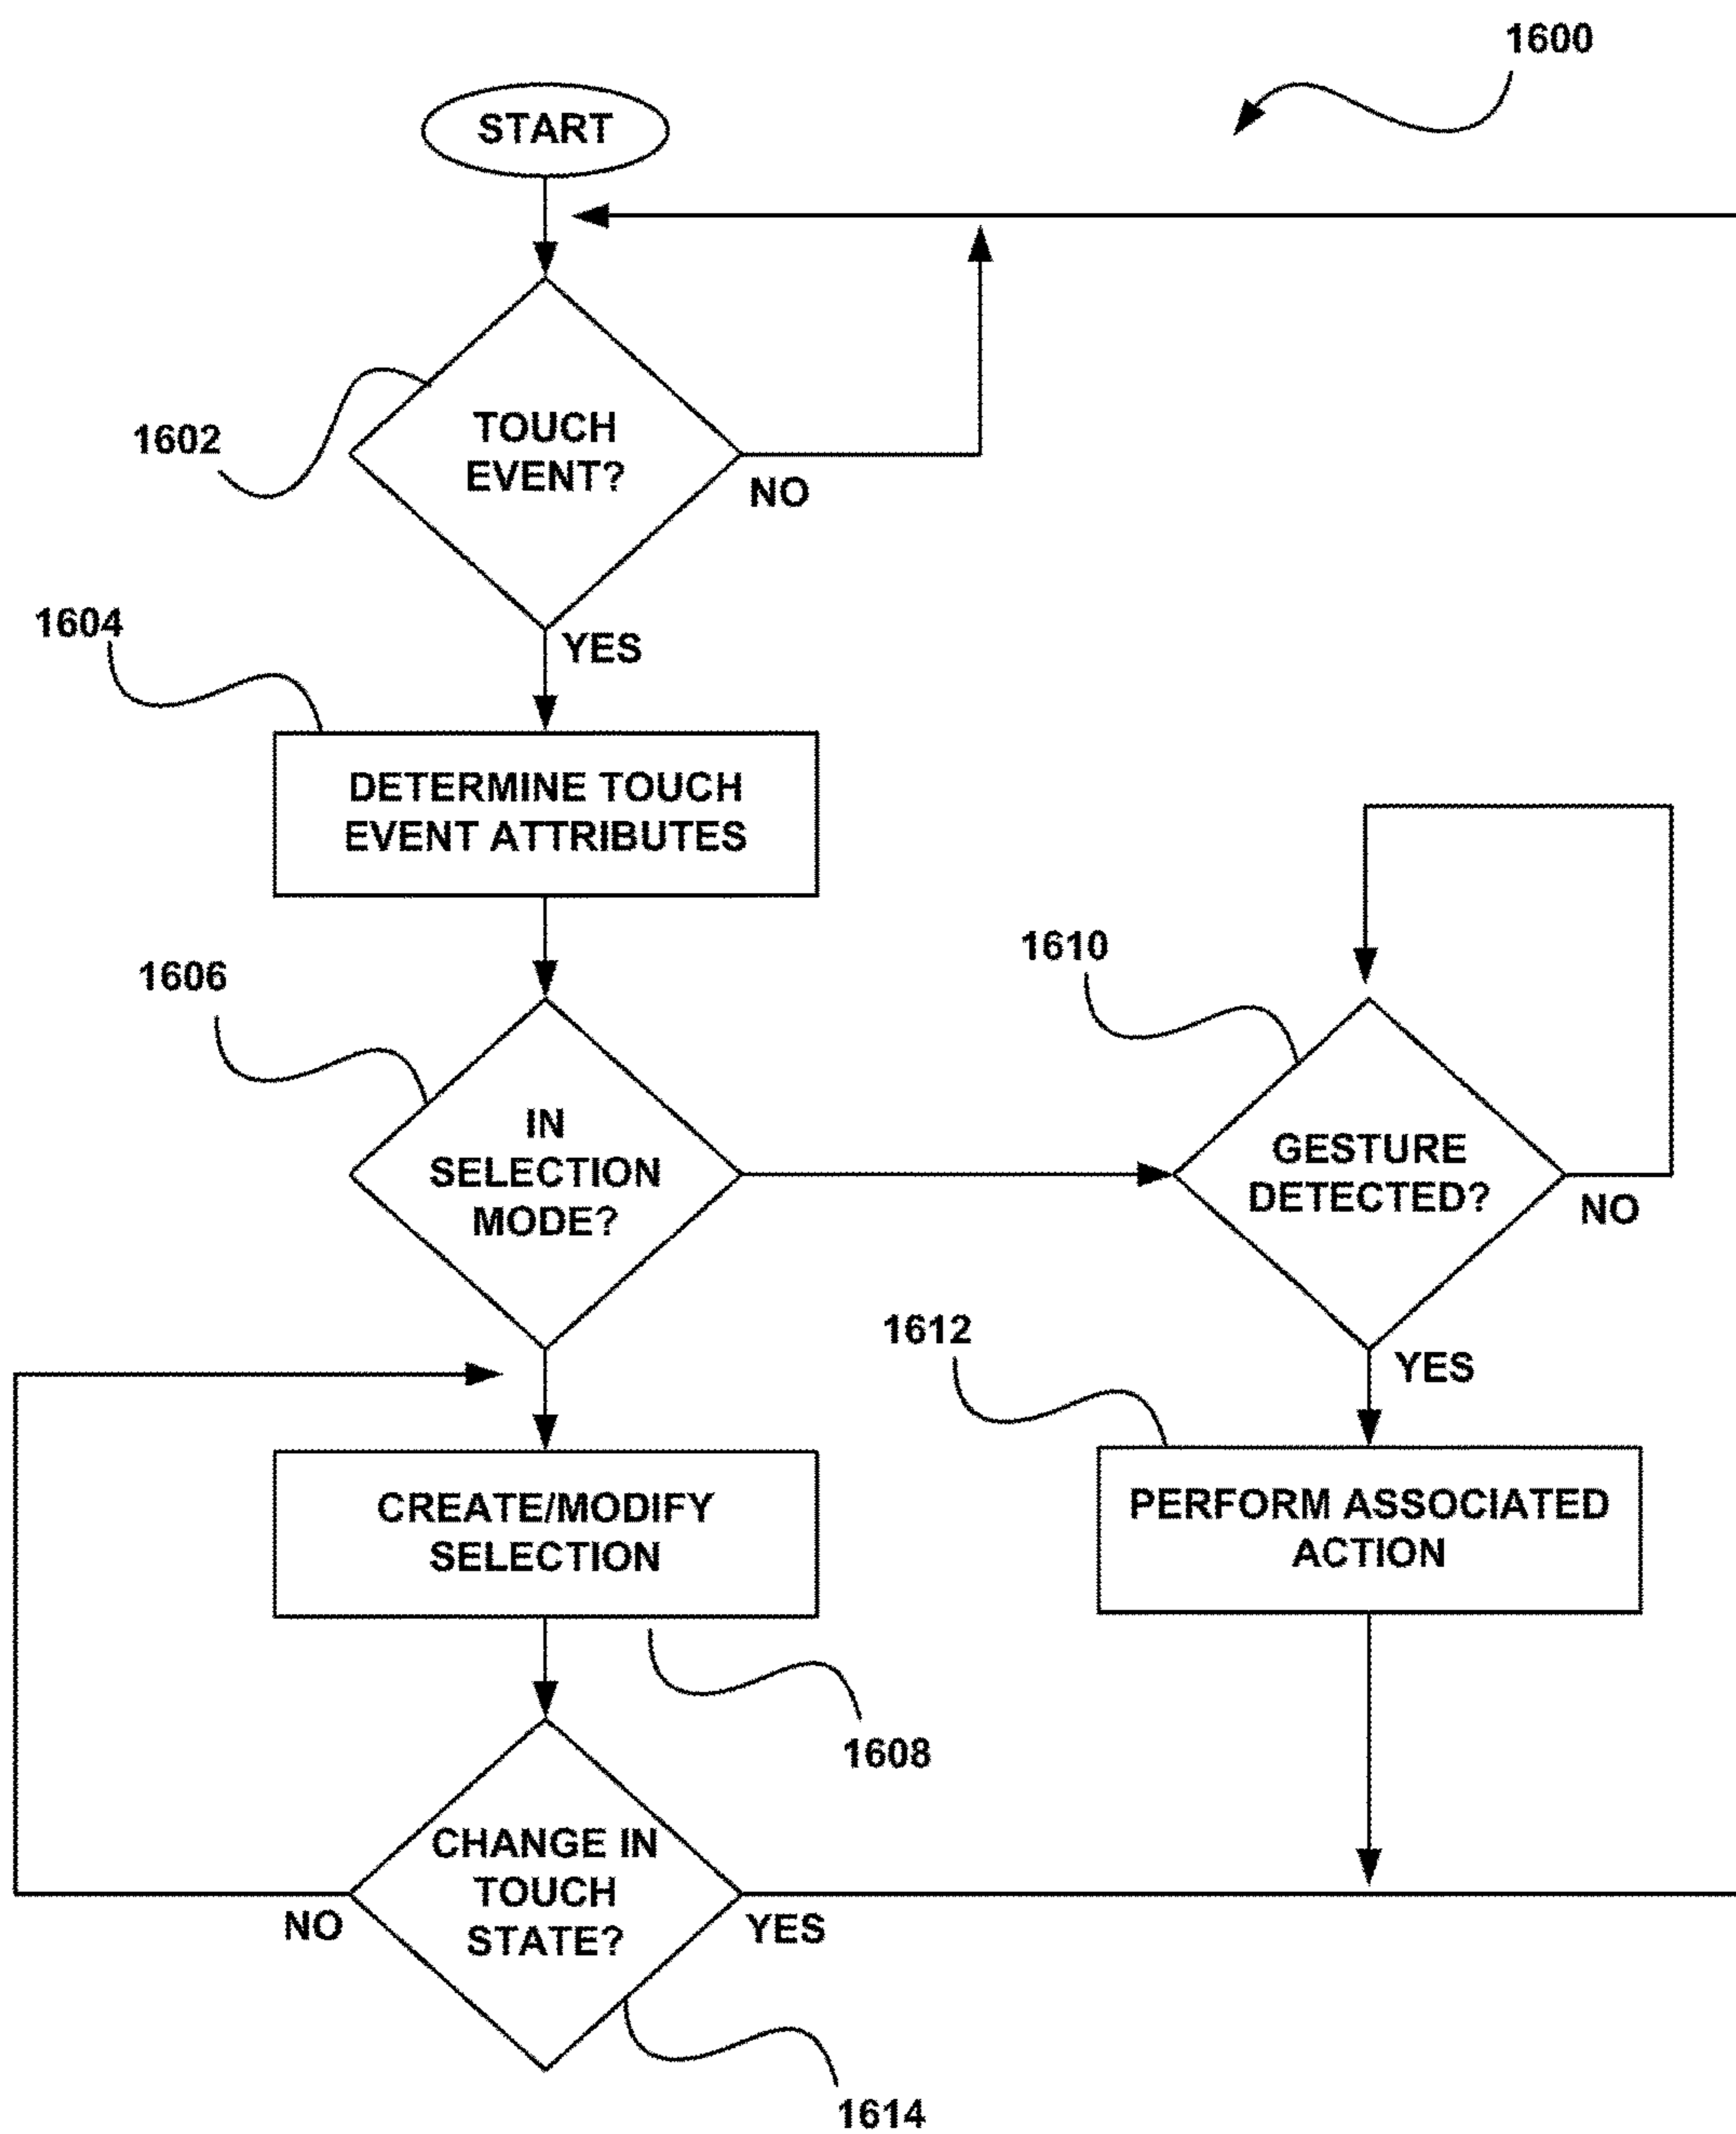 1600
START
1602
TOUCH
EVENT?
NO
1604
YES
DETERMINE TOUCH
EVENT ATTRIBUTES
1606
IN
SELECTION
MODE?
1610
GESTURE
DETECTED?
NO
1612
YES
CREATE/MODIFY
SELECTION
PERFORM ASSOCIATED
ACTION
1608
CHANGE IN
TOUCH
STATE?
NO
YES
1614